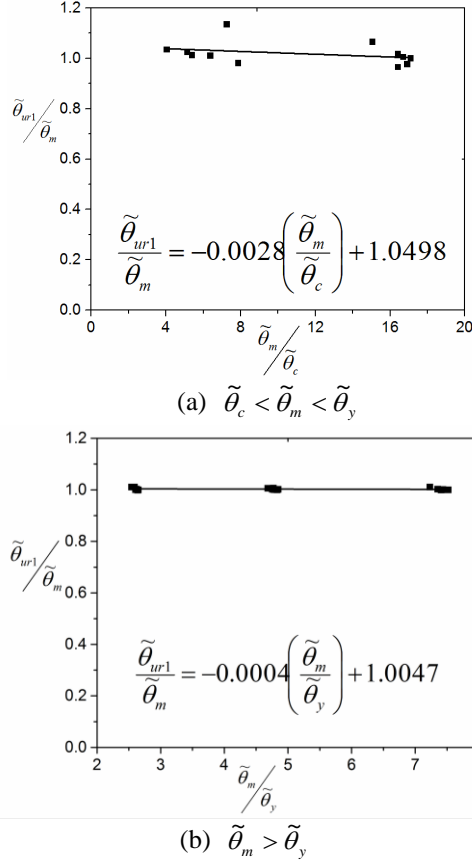 1.2
1.0
0.8
0.6
0.4
0.2
0.0
θ̃ur1/θ̃m
θ̃ur1/θ̃m = −0.0028(θ̃m/θ̃c)+1.0498
0 4 8 12 16 20
θ̃m/θ̃c
(a) θ̃c < θ̃m < θ̃y
1.2
1.0
0.8
0.6
0.4
0.2
0.0
θ̃ur1/θ̃m
θ̃ur1/θ̃m = −0.0004(θ̃m/θ̃y)+1.0047
2 3 4 5 6 7
θ̃m/θ̃y
(b) θ̃m > θ̃y